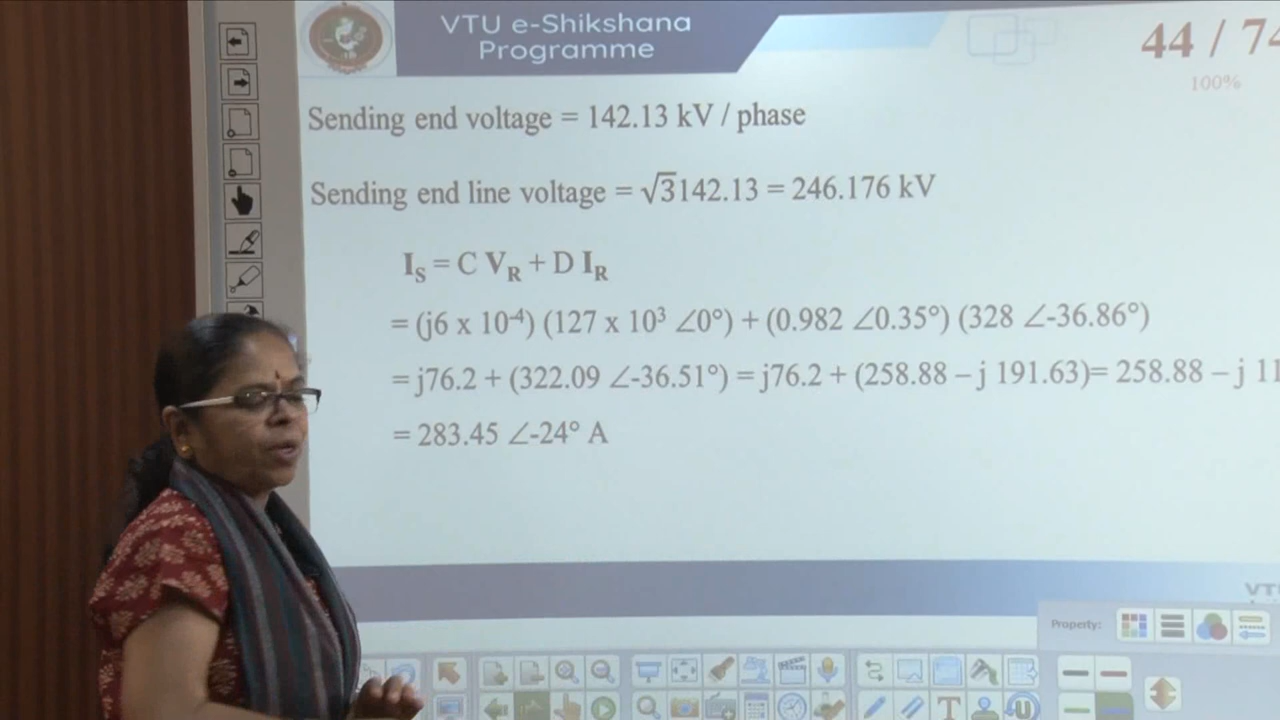 VTU e-Shikshana
Programme
44 / 74
100%
Sending end voltage = 142.13 kV / phase
Sending end line voltage = √3142.13 = 246.176 kV
I_S = C V_R + D I_R
= (j6 x 10⁻⁴) (127 x 10³ ∠0°) + (0.982 ∠0.35°) (328 ∠-36.86°)
= j76.2 + (322.09 ∠-36.51°) = j76.2 + (258.88 – j 191.63)= 258.88 – j 11
= 283.45 ∠-24° A
VT
Property: